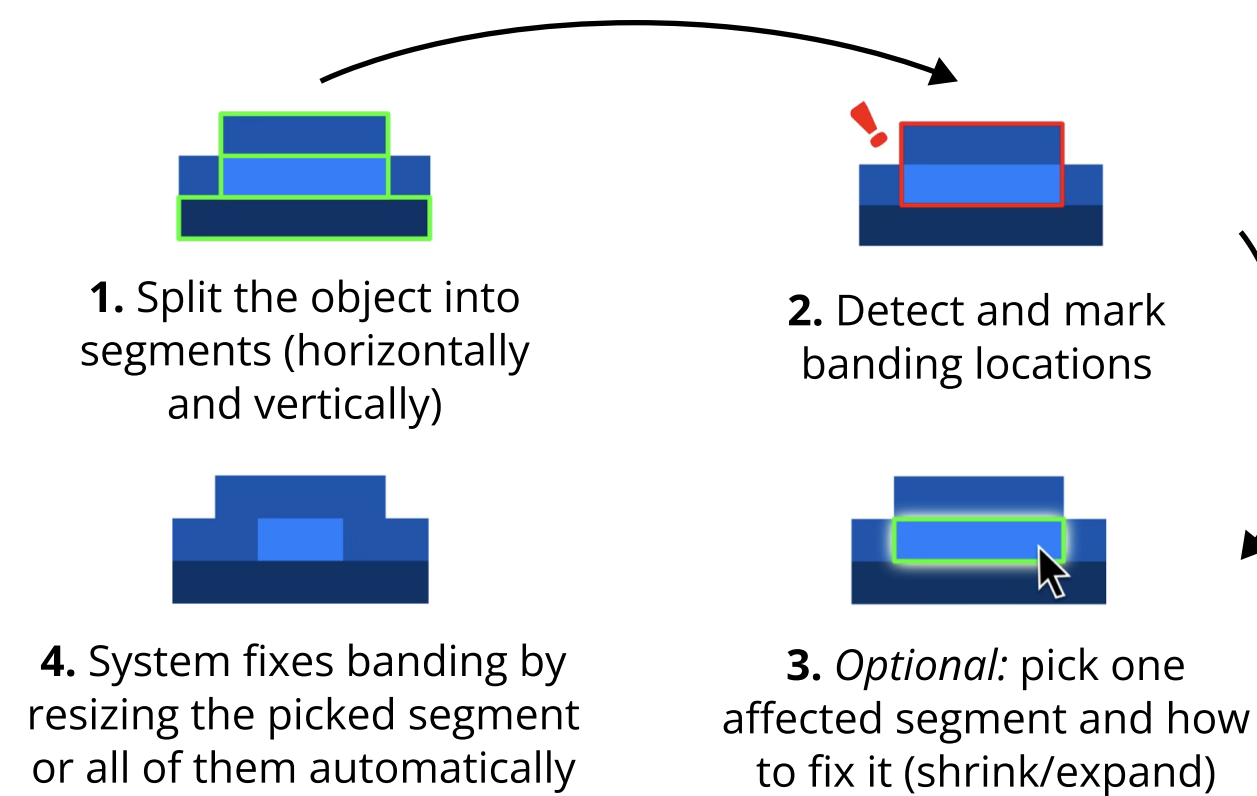 1. Split the object into
segments (horizontally
and vertically)
2. Detect and mark
banding locations
3. Optional: pick one
affected segment and how
to fix it (shrink/expand)
4. System fixes banding by
resizing the picked segment
or all of them automatically